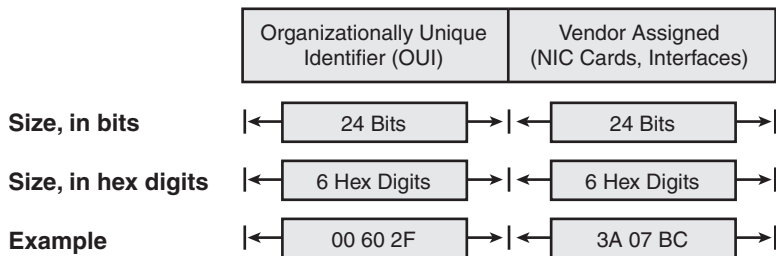 Organizationally Unique
Identifier (OUI)
Vendor Assigned
(NIC Cards, Interfaces)
Size, in bits
24 Bits
24 Bits
Size, in hex digits
6 Hex Digits
6 Hex Digits
Example
00 60 2F
3A 07 BC